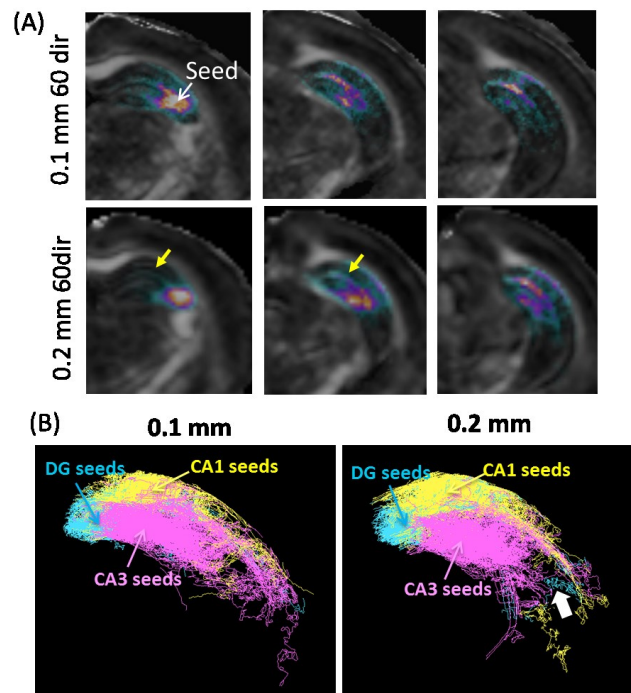 (A)
0.1 mm 60 dir
Seed
0.2 mm 60dir
(B)
0.1 mm
0.2 mm
DG seeds
CA1 seeds
CA3 seeds
DG seeds
CA1 seeds
CA3 seeds